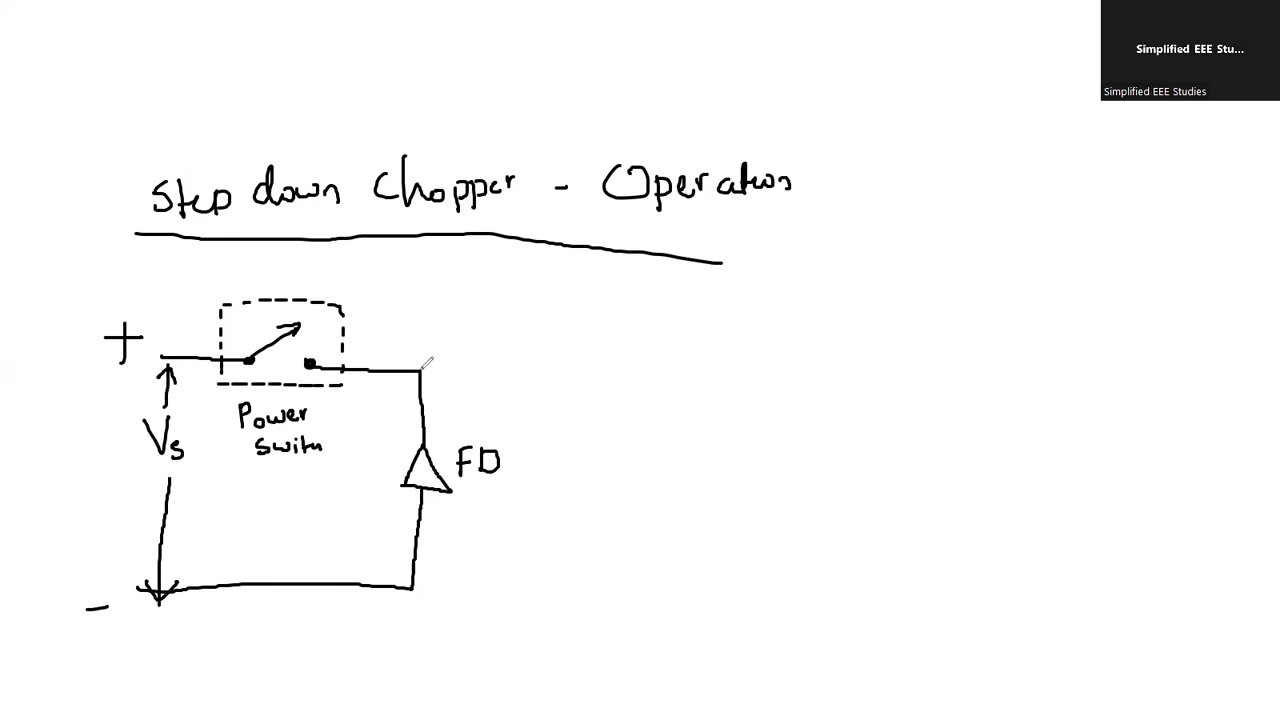 Simplified EEE Stu...
Simplified EEE Studies
Step down Chopper - Operation
+
Vs
Power
Switch
FD
-